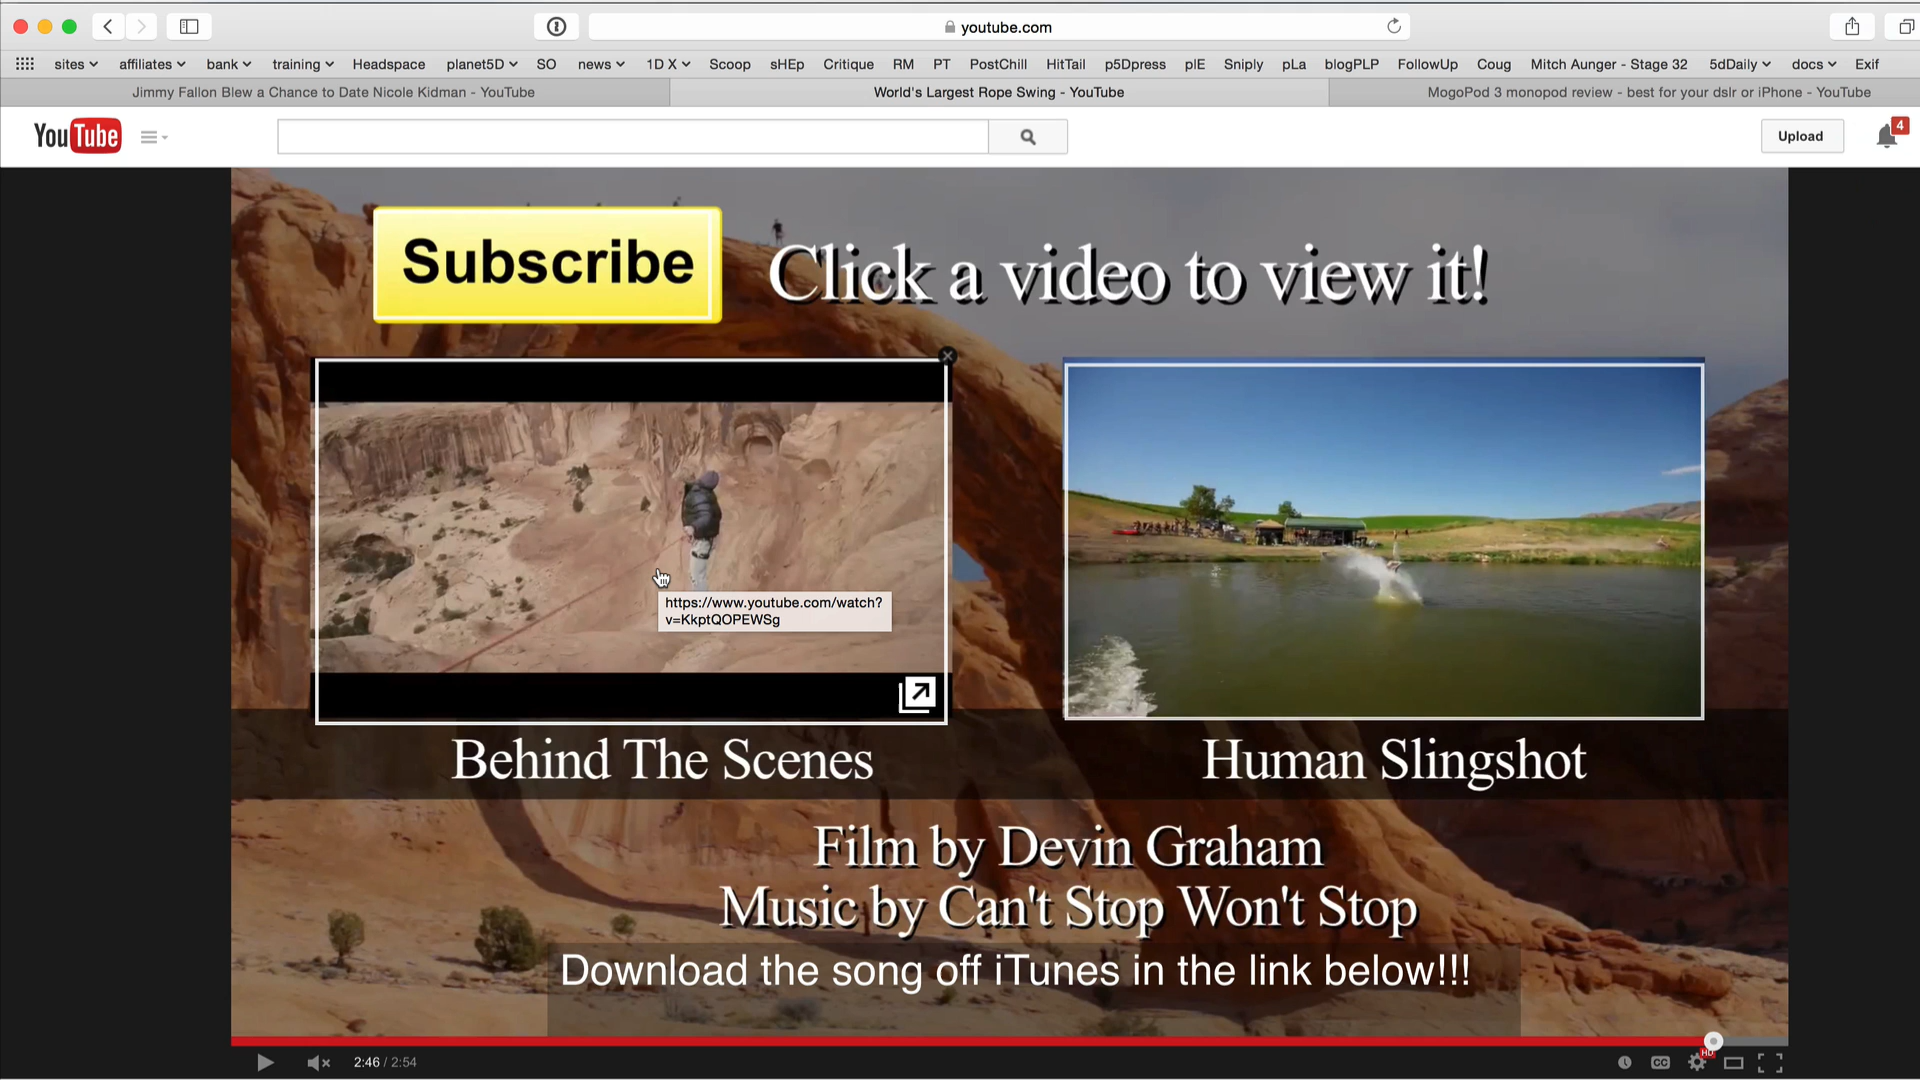 youtube.com
sites affiliates bank training Headspace planet5D SO news 1D X Scoop sHEp Critique RM PT PostChill HitTail p5Dpress plE Sniply pLa blogPLP FollowUp Coug Mitch Aunger - Stage 32 5dDaily docs Exif
Jimmy Fallon Blew a Chance to Date Nicole Kidman - YouTube World's Largest Rope Swing - YouTube MogoPod 3 monopod review - best for your dslr or iPhone - YouTube
YouTube Upload 4
Subscribe
Click a video to view it!
https://www.youtube.com/watch?
v=KkptQOPEWSg
Behind The Scenes Human Slingshot
Film by Devin Graham
Music by Can't Stop Won't Stop
Download the song off iTunes in the link below!!!
2:46 / 2:54 CC HD